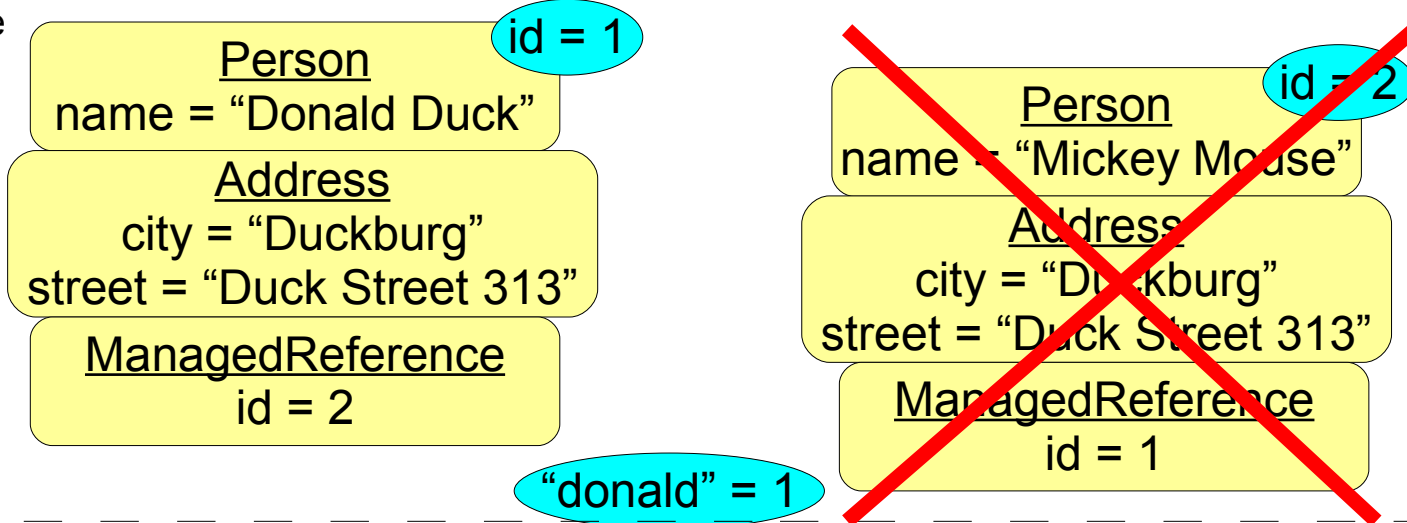 e
id = 1
Person
name = “Donald Duck”
Address
city = “Duckburg”
street = “Duck Street 313”
ManagedReference
id = 2
“donald” = 1
id = 2
Person
name = “Mickey Mouse”
Address
city = “Duckburg”
street = “Duck Street 313”
ManagedReference
id = 1